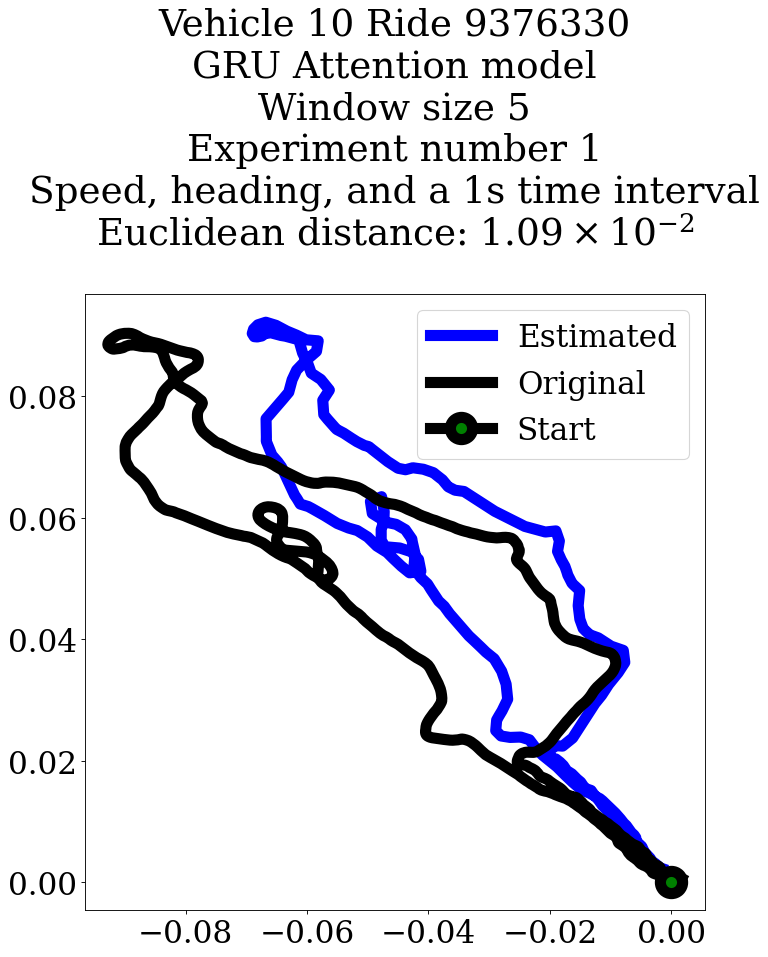 Vehicle 10 Ride 9376330
GRU Attention model
Window size 5
Experiment number 1
Speed, heading, and a 1s time interval
Euclidean distance: 1.09 × 10⁻²
Estimated
Original
Start
0.08
0.06
0.04
0.02
0.00
−0.08 −0.06 −0.04 −0.02 0.00